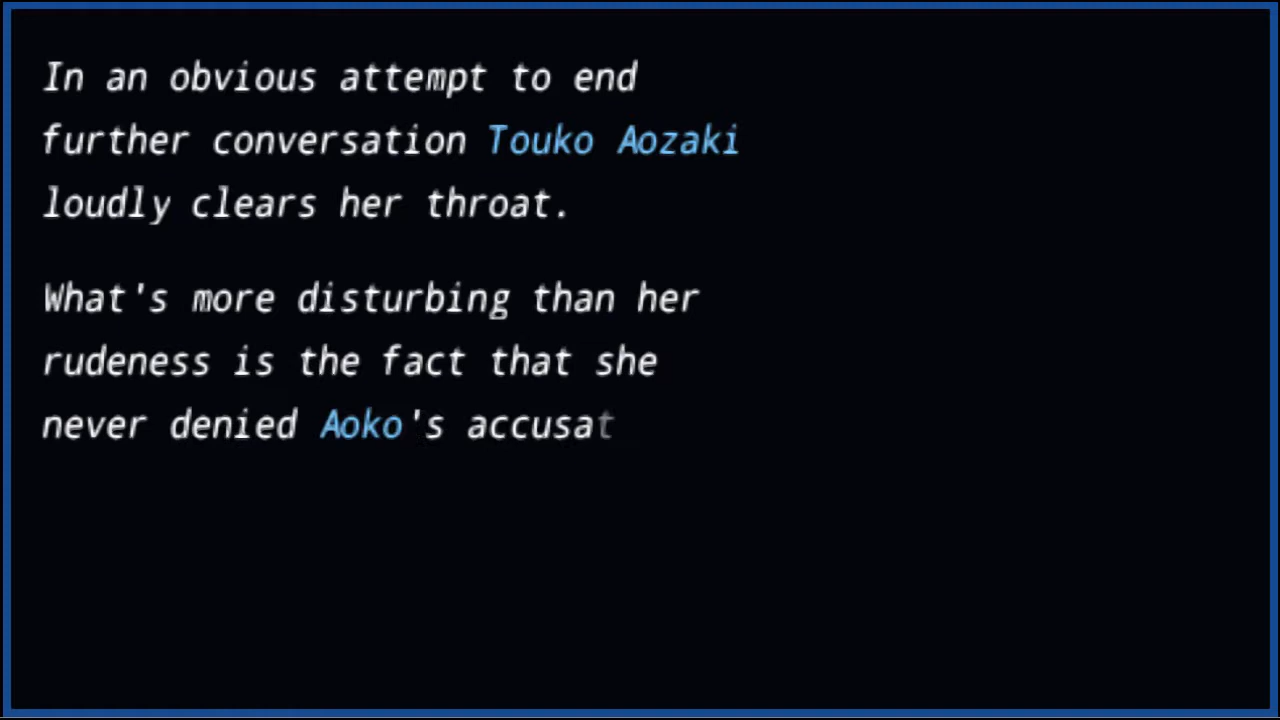 In an obvious attempt to end
further conversation Touko Aozaki
loudly clears her throat.
What's more disturbing than her
rudeness is the fact that she
never denied Aoko's accusat